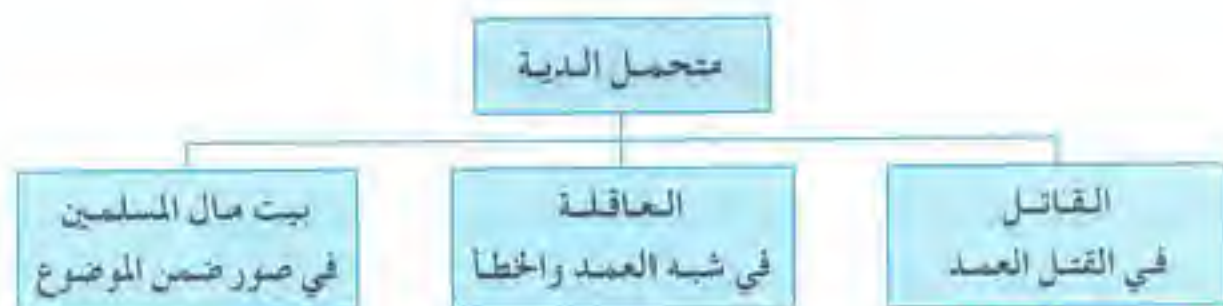 متحمل الدية
القاتل
في القتل العمد
العاقلة
في شبه العمد والخطأ
بيت مال المسلمين
في صور ضمن الموضوع